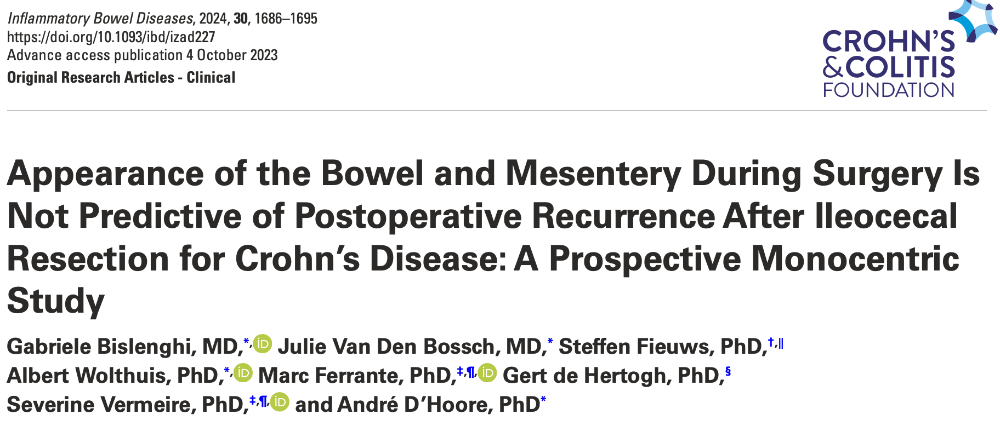 Inflammatory Bowel Diseases, 2024, 30, 1686–1695
https://doi.org/10.1093/ibd/izad227
Advance access publication 4 October 2023
Original Research Articles - Clinical
CROHN’S
&COLITIS
FOUNDATION
Appearance of the Bowel and Mesentery During Surgery Is
Not Predictive of Postoperative Recurrence After Ileocecal
Resection for Crohn’s Disease: A Prospective Monocentric
Study
Gabriele Bislenghi, MD,*, iD Julie Van Den Bossch, MD,* Steffen Fieuws, PhD,†,||
Albert Wolthuis, PhD,*, iD Marc Ferrante, PhD,‡,¶, iD Gert de Hertogh, PhD,§
Severine Vermeire, PhD,‡,¶, iD and André D’Hoore, PhD*